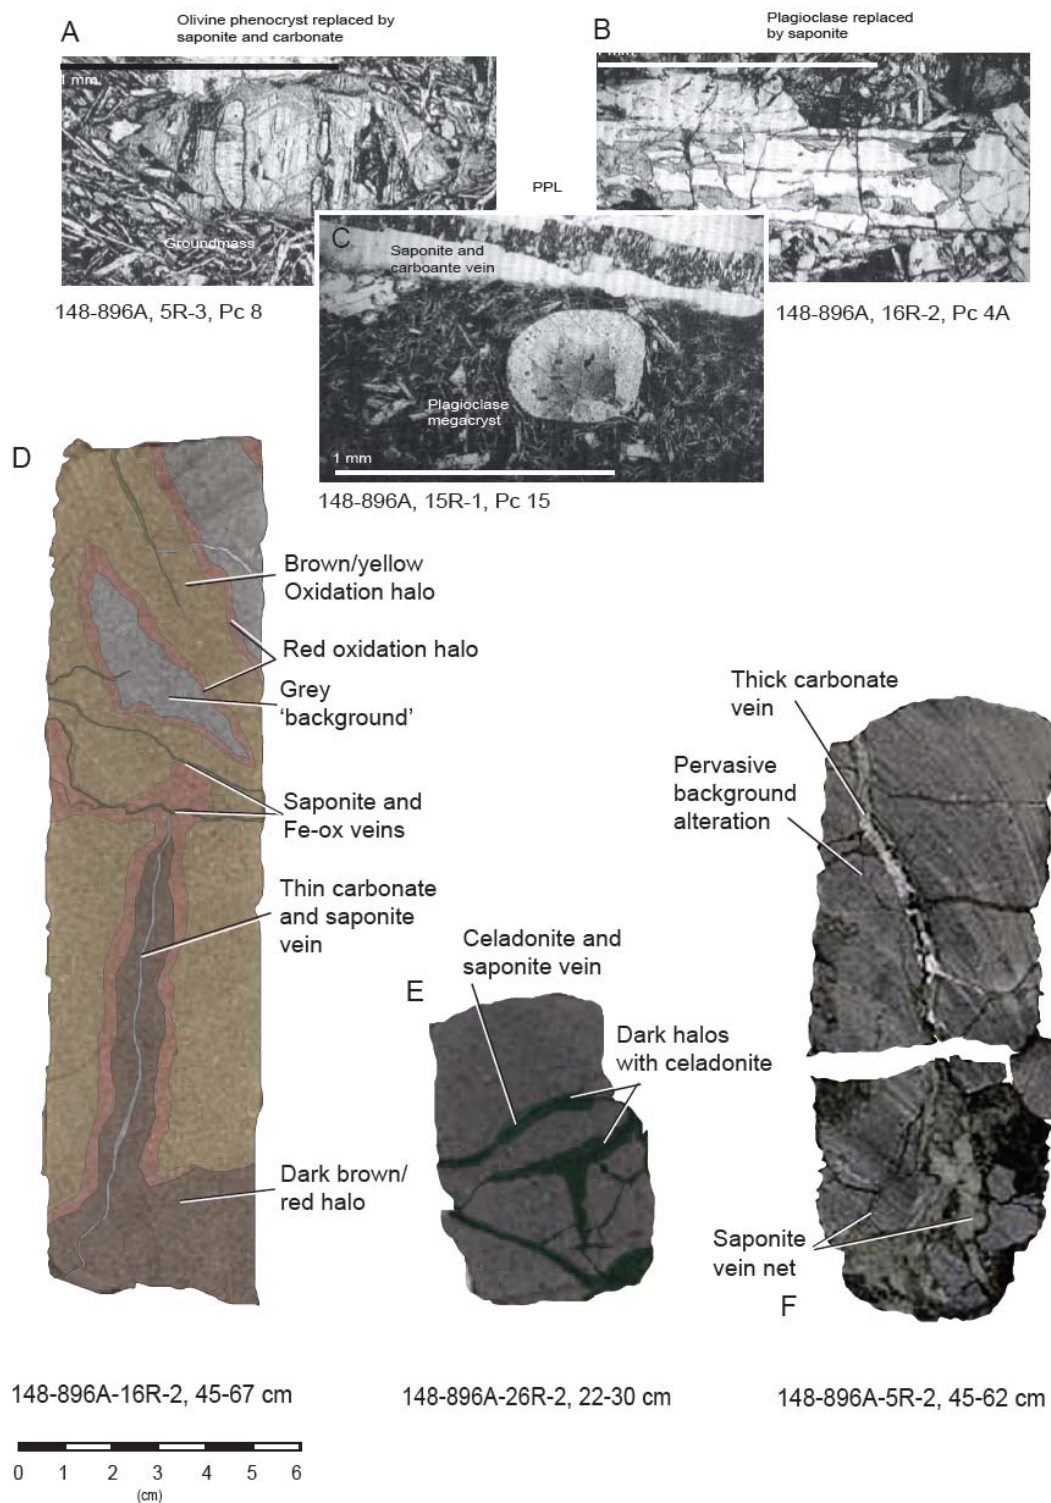 A
Olivine phenocryst replaced by
saponite and carbonate
1 mm
Groundmass
148-896A, 5R-3, Pc 8
B
Plagioclase replaced
by saponite
1 mm
PPL
148-896A, 16R-2, Pc 4A
C
Saponite and
carboante vein
Plagioclase
megacryst
1 mm
148-896A, 15R-1, Pc 15
D
Brown/yellow
Oxidation halo
Red oxidation halo
Grey
‘background’
Saponite and
Fe-ox veins
Thin carbonate
and saponite
vein
Dark brown/
red halo
148-896A-16R-2, 45-67 cm
E
Celadonite and
saponite vein
Dark halos
with celadonite
148-896A-26R-2, 22-30 cm
Thick carbonate
vein
Pervasive
background
alteration
Saponite
vein net
F
148-896A-5R-2, 45-62 cm
0 1 2 3 4 5 6
(cm)